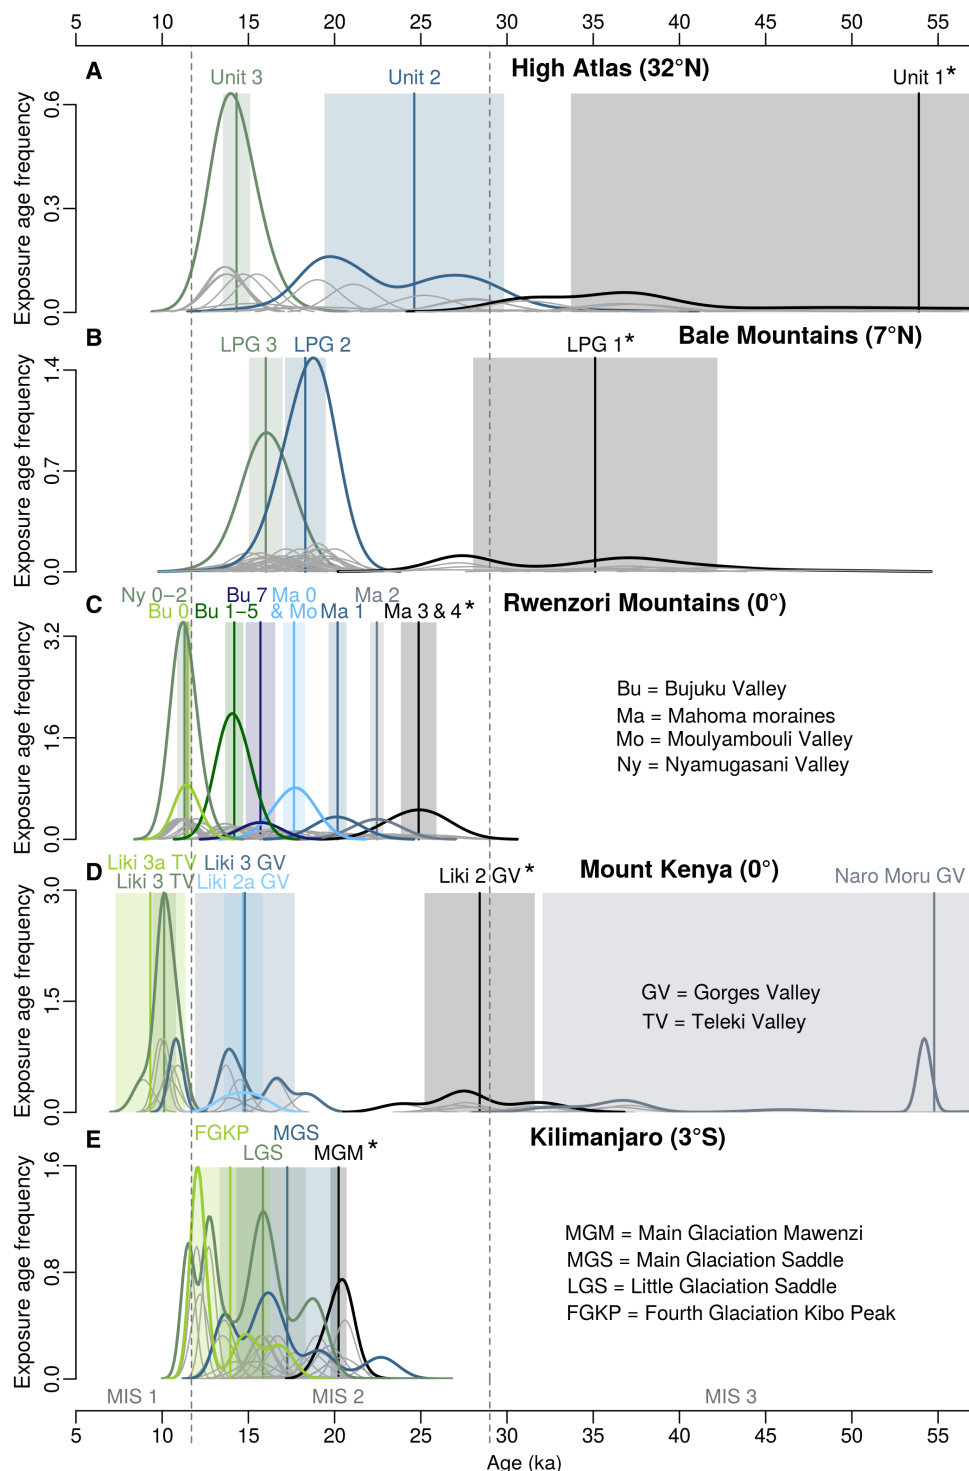 5 10 15 20 25 30 35 40 45 50 55
A
High Atlas (32°N)
Unit 3 Unit 2 Unit 1*
Exposure age frequency
0.0 0.3 0.6
B
Bale Mountains (7°N)
LPG 3 LPG 2 LPG 1*
Exposure age frequency
0.0 0.7 1.4
C
Rwenzori Mountains (0°)
Ny 0–2 Bu 7 Ma 0 Ma 2
Bu 0 Bu 1–5 & Mo Ma 1 Ma 3 & 4*
Exposure age frequency
0.0 1.6 3.2
Bu = Bujuku Valley
Ma = Mahoma moraines
Mo = Moulyambouli Valley
Ny = Nyamugasani Valley
D
Mount Kenya (0°)
Liki 3a TV Liki 3 GV
Liki 3 TV Liki 2a GV Liki 2 GV* Naro Moru GV
Exposure age frequency
0.0 1.5 3.0
GV = Gorges Valley
TV = Teleki Valley
E
Kilimanjaro (3°S)
FGKP MGS
LGS MGM*
Exposure age frequency
0.0 0.8 1.6
MGM = Main Glaciation Mawenzi
MGS = Main Glaciation Saddle
LGS = Little Glaciation Saddle
FGKP = Fourth Glaciation Kibo Peak
MIS 1 MIS 2 MIS 3
5 10 15 20 25 30 35 40 45 50 55
Age (ka)